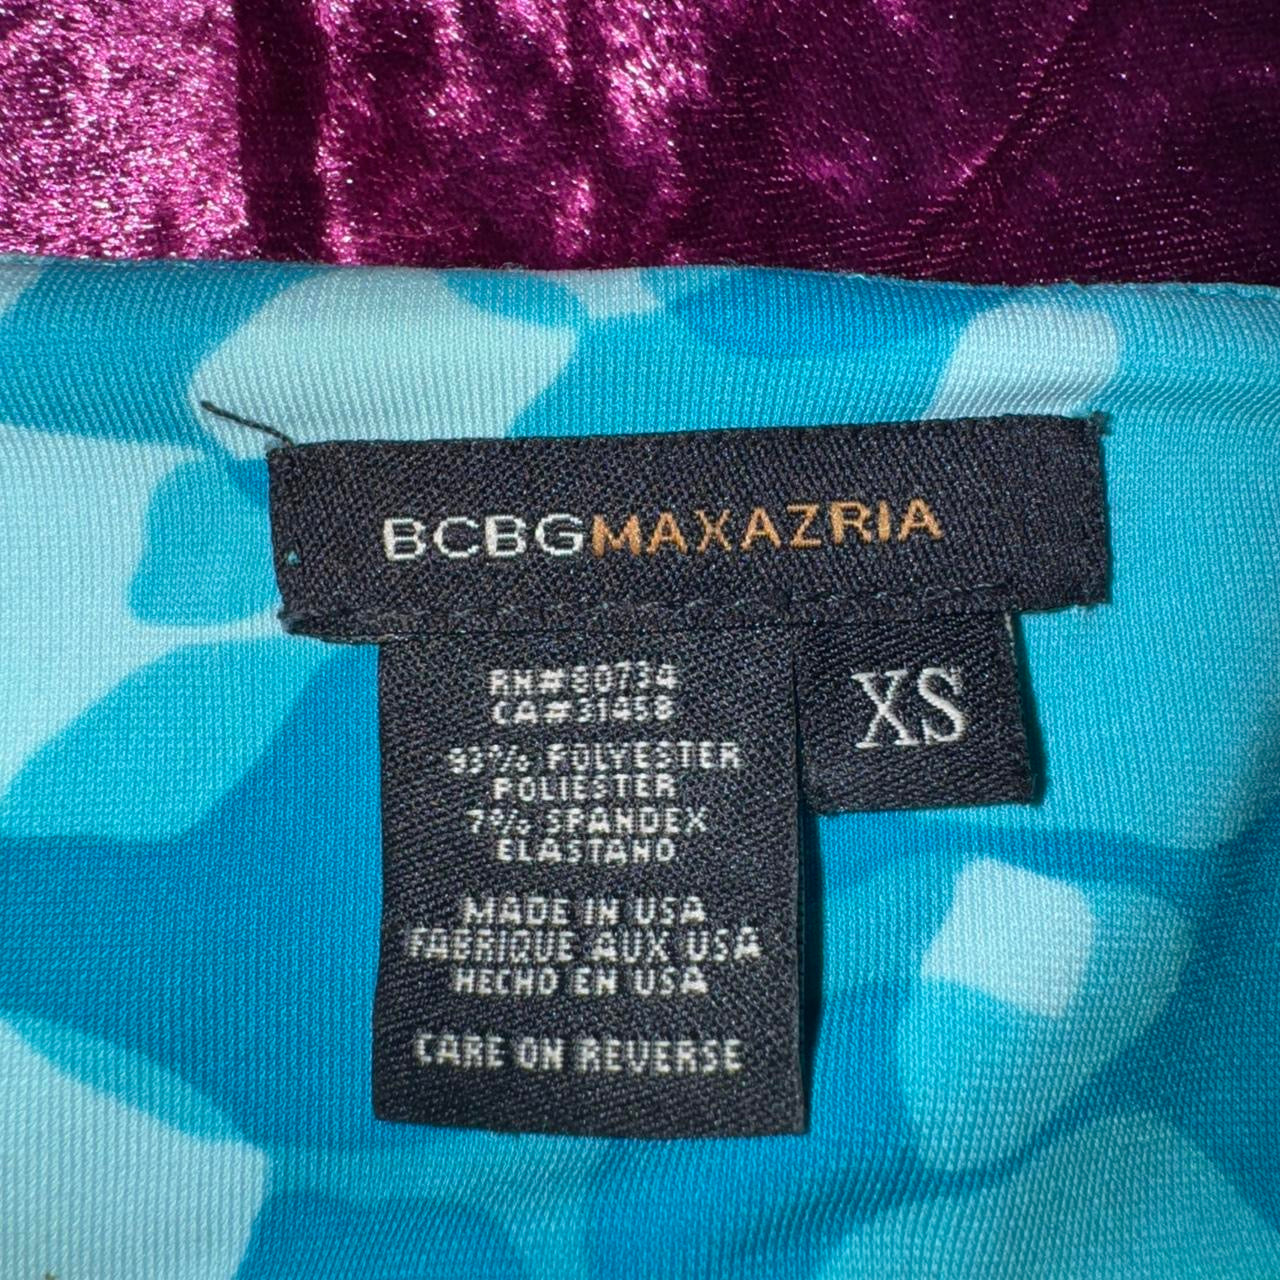 BCBGMAXAZRIA
XS
RN#80734
CA#31458
93% POLYESTER
POLIESTER
7% SPANDEX
ELASTANO
MADE IN USA
FABRIQUE AUX USA
HECHO EN USA
CARE ON REVERSE